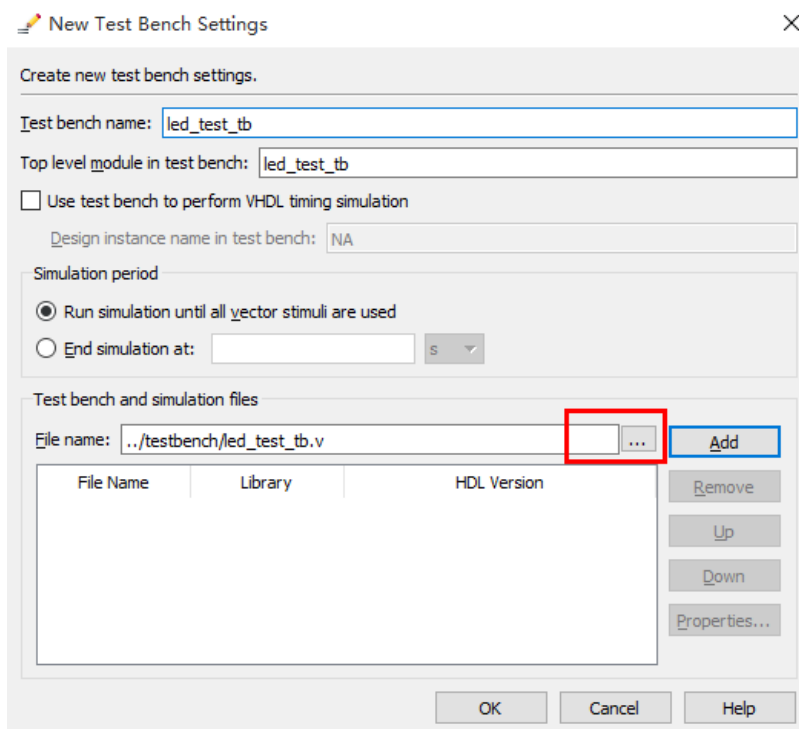 New Test Bench Settings
Create new test bench settings.
Test bench name: led_test_tb
Top level module in test bench: led_test_tb
Use test bench to perform VHDL timing simulation
Design instance name in test bench: NA
Simulation period
Run simulation until all vector stimuli are used
End simulation at: s
Test bench and simulation files
File name: ../testbench/led_test_tb.v ... Add
File Name Library HDL Version
Remove
Up
Down
Properties...
OK Cancel Help